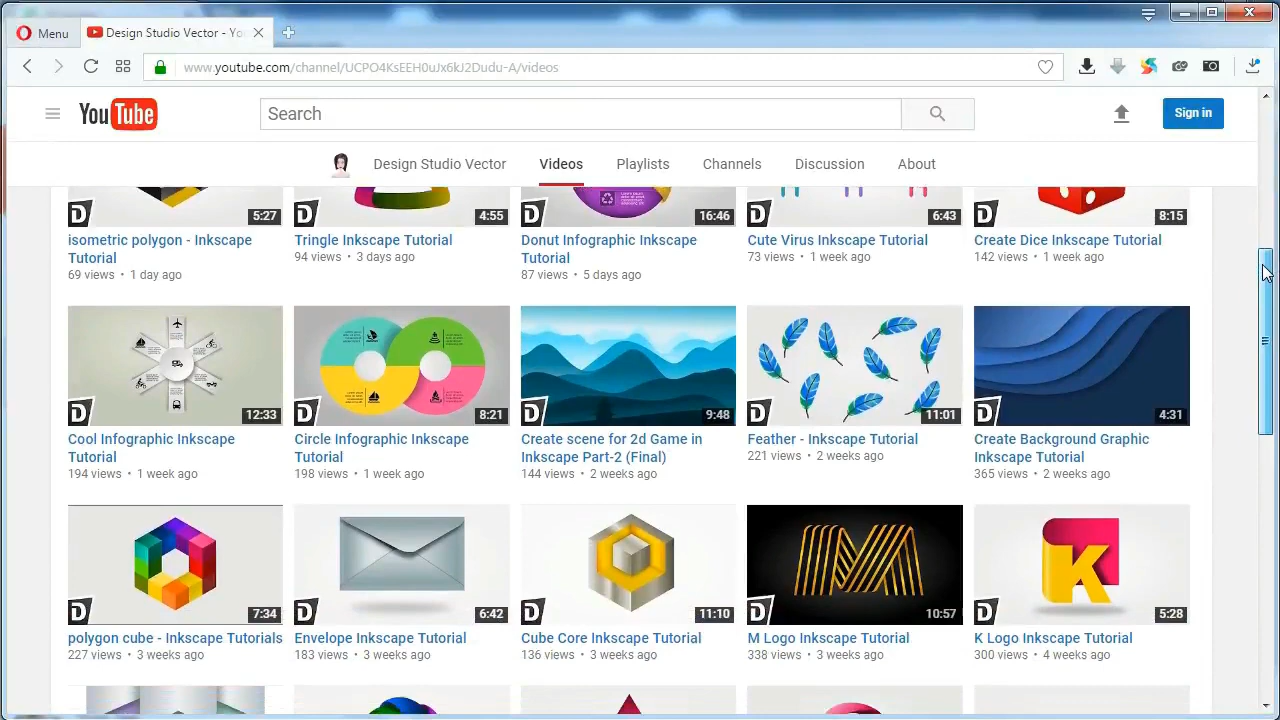 Menu
Design Studio Vector - Yo
www.youtube.com/channel/UCPO4KsEEH0uJx6kJ2Dudu-A/videos
YouTube
Search
Sign in
Design Studio Vector
Videos
Playlists
Channels
Discussion
About
D 5:27
D 4:55
D 16:46
D 6:43
D 8:15
isometric polygon - Inkscape
Tutorial
69 views • 1 day ago
Tringle Inkscape Tutorial
94 views • 3 days ago
Donut Infographic Inkscape
Tutorial
87 views • 5 days ago
Cute Virus Inkscape Tutorial
73 views • 1 week ago
Create Dice Inkscape Tutorial
142 views • 1 week ago
D 12:33
D 8:21
D 9:48
D 11:01
D 4:31
Cool Infographic Inkscape
Tutorial
194 views • 1 week ago
Circle Infographic Inkscape
Tutorial
198 views • 1 week ago
Create scene for 2d Game in
Inkscape Part-2 (Final)
144 views • 2 weeks ago
Feather - Inkscape Tutorial
221 views • 2 weeks ago
Create Background Graphic
Inkscape Tutorial
365 views • 2 weeks ago
D 7:34
D 6:42
D 11:10
M
D 10:57
K
D 5:28
polygon cube - Inkscape Tutorials
227 views • 3 weeks ago
Envelope Inkscape Tutorial
183 views • 3 weeks ago
Cube Core Inkscape Tutorial
136 views • 3 weeks ago
M Logo Inkscape Tutorial
338 views • 3 weeks ago
K Logo Inkscape Tutorial
300 views • 4 weeks ago